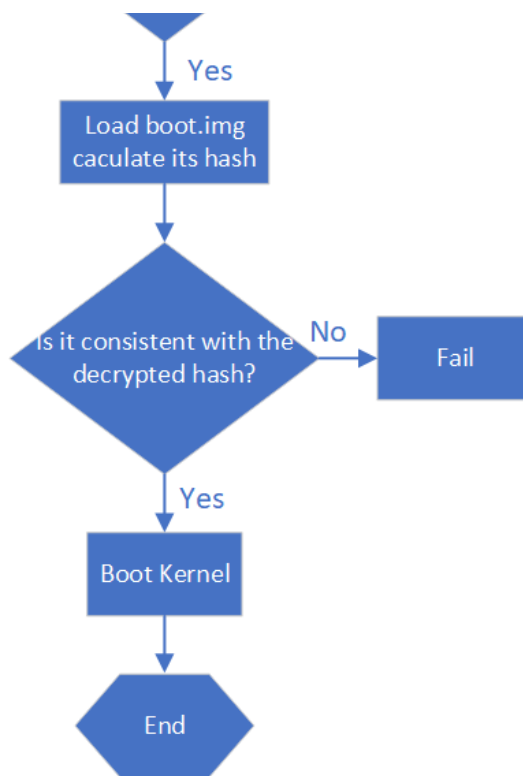 Yes
Load boot.img
caculate its hash
Is it consistent with the
decrypted hash?
No
Fail
Yes
Boot Kernel
End